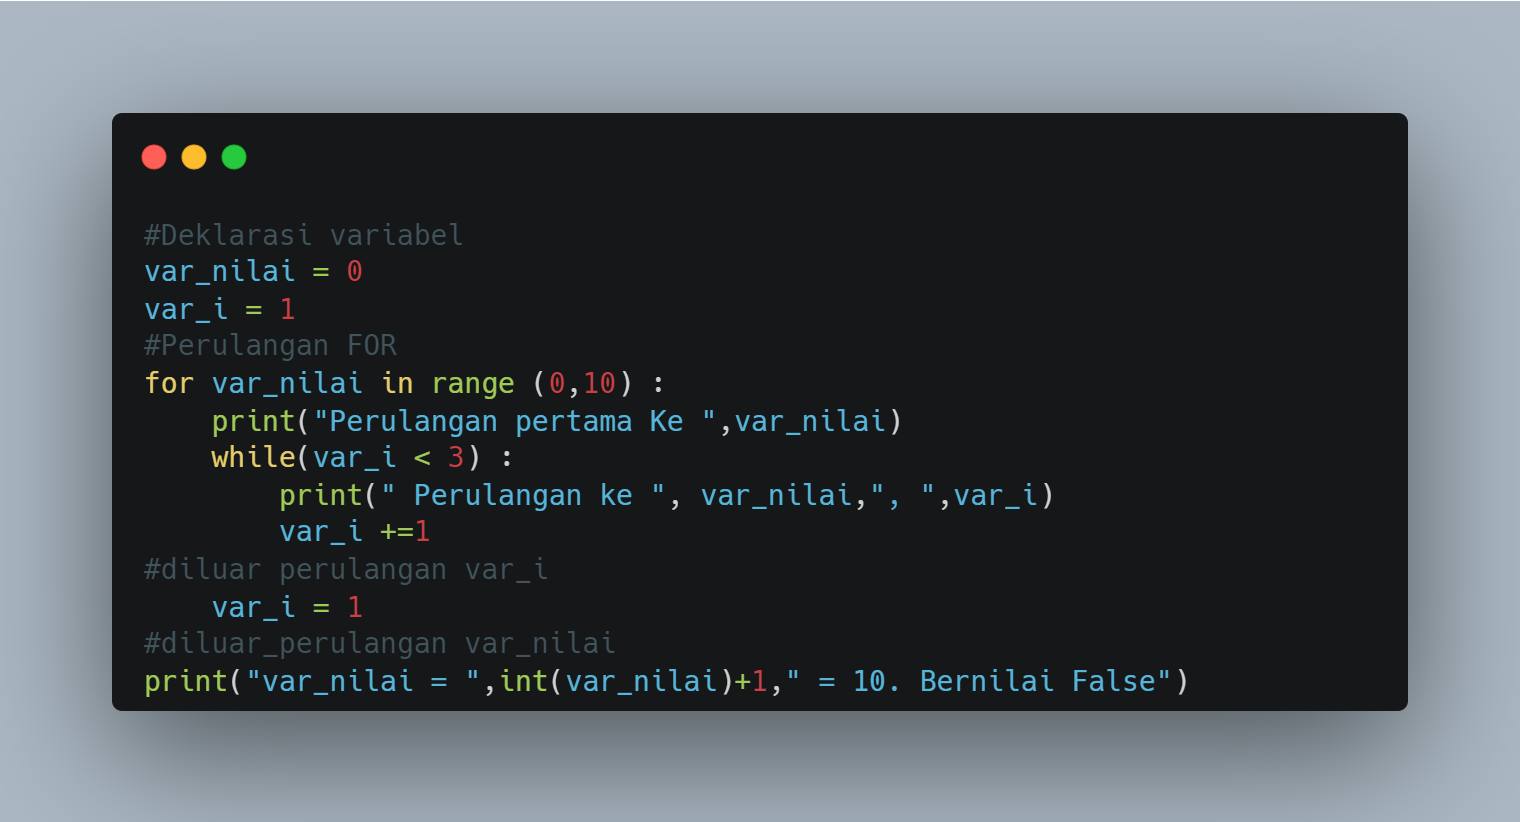 #Deklarasi variabel
var_nilai = 0
var_i = 1
#Perulangan FOR
for var_nilai in range (0,10) :
    print("Perulangan pertama Ke ",var_nilai)
    while(var_i < 3) :
        print(" Perulangan ke ", var_nilai,", ",var_i)
        var_i +=1
#diluar perulangan var_i
    var_i = 1
#diluar_perulangan var_nilai
print("var_nilai = ",int(var_nilai)+1," = 10. Bernilai False")